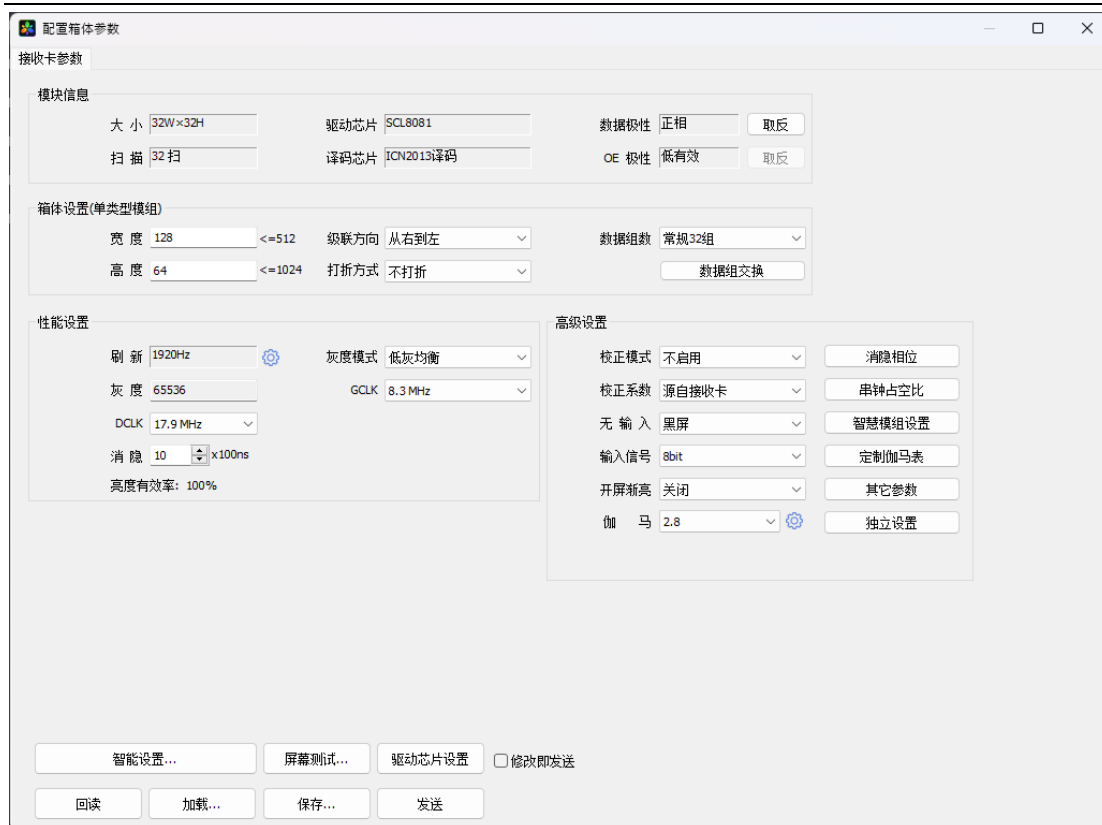 配置箱体参数
接收卡参数
模块信息
大 小 32W×32H 驱动芯片 SCL8081 数据极性 正相 取反
扫 描 32 扫 译码芯片 ICN2013译码 OE 极性 低有效 取反
箱体设置(单类型模组)
宽 度 128 <=512 级联方向 从右到左 数据组数 常规32组
高 度 64 <=1024 打折方式 不打折 数据组交换
性能设置 高级设置
刷 新 1920Hz 灰度模式 低灰均衡 校正模式 不启用 消隐相位
灰 度 65536 GCLK 8.3 MHz 校正系数 源自接收卡 串钟占空比
DCLK 17.9 MHz 无 输 入 黑屏 智慧模组设置
消 隐 10 x100ns 输入信号 8bit 定制伽马表
亮度有效率: 100% 开屏渐亮 关闭 其它参数
伽 马 2.8 独立设置
智能设置... 屏幕测试... 驱动芯片设置 修改即发送
回读 加载... 保存... 发送